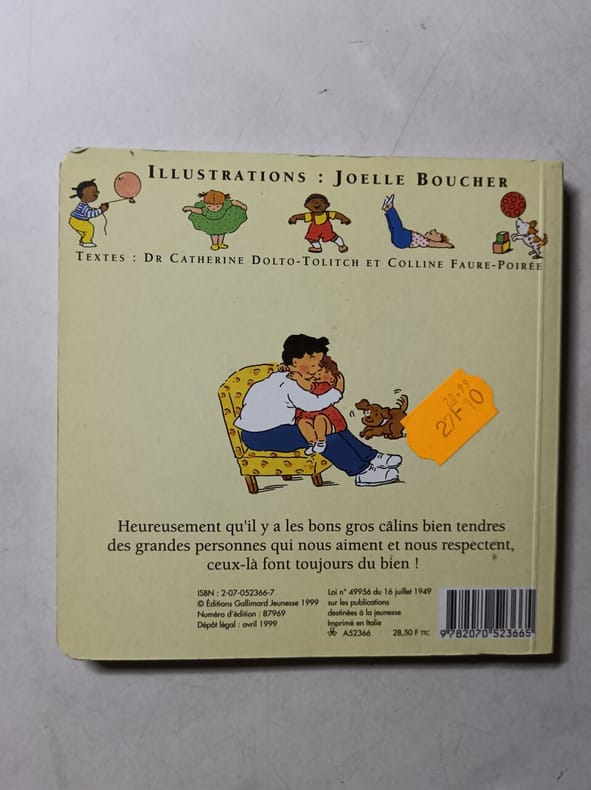 ILLUSTRATIONS : JOELLE BOUCHER
TEXTES : DR CATHERINE DOLTO-TOLITCH ET COLLINE FAURE-POIRÉE
Heureusement qu'il y a les bons gros câlins bien tendres
des grandes personnes qui nous aiment et nous respectent,
ceux-là font toujours du bien !
ISBN : 2-07-052366-7
© Éditions Gallimard Jeunesse 1999
Numéro d'édition : 87969
Dépôt légal : avril 1999
Loi n° 49956 du 16 juillet 1949
sur les publications
destinées à la jeunesse
Imprimé en Italie
A52366 28,50 F TTC
9 782070 523665